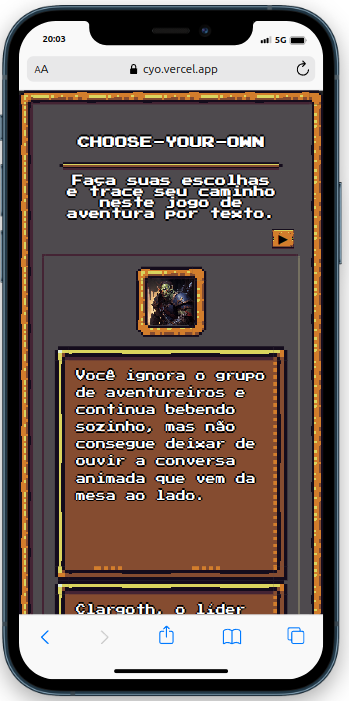 20:03
5G
AA
cyo.vercel.app
CHOOSE-YOUR-OWN
Faça suas escolhas
e trace seu caminho
neste jogo de
aventura por texto.
Você ignora o grupo
de aventureiros e
continua bebendo
sozinho, mas não
consegue deixar de
ouvir a conversa
animada que vem da
mesa ao lado.
Clargoth, o líder